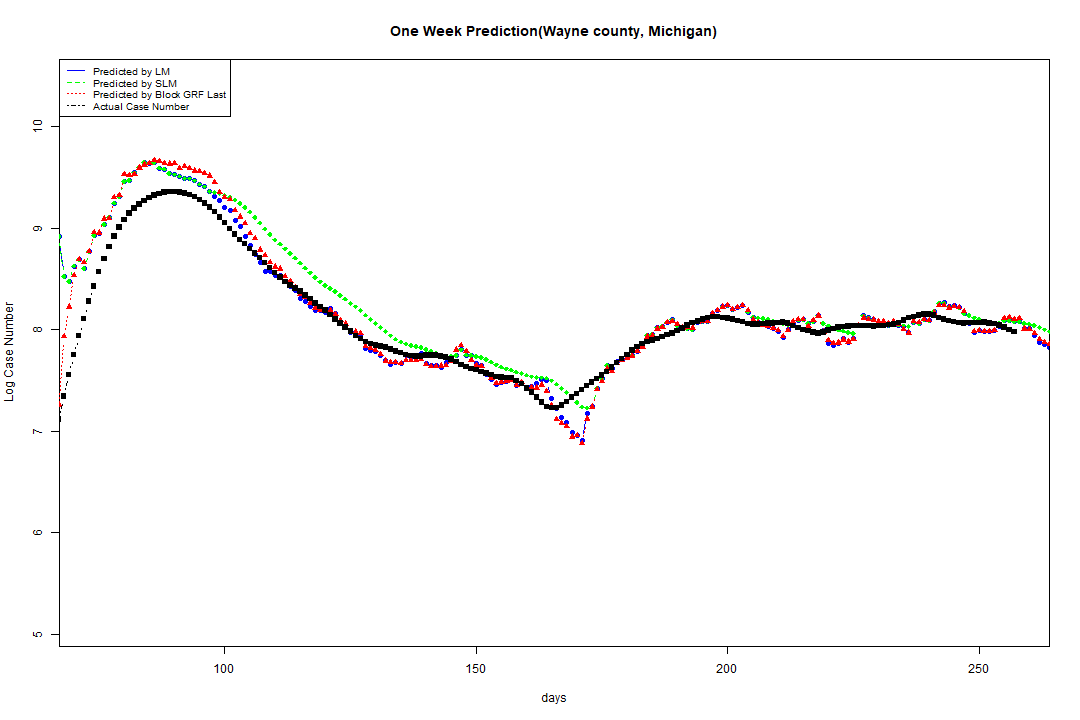 One Week Prediction(Wayne county, Michigan)
Predicted by LM
Predicted by SLM
Predicted by Block GRF Last
Actual Case Number
10
9
8
7
6
5
Log Case Number
100
150
200
250
days